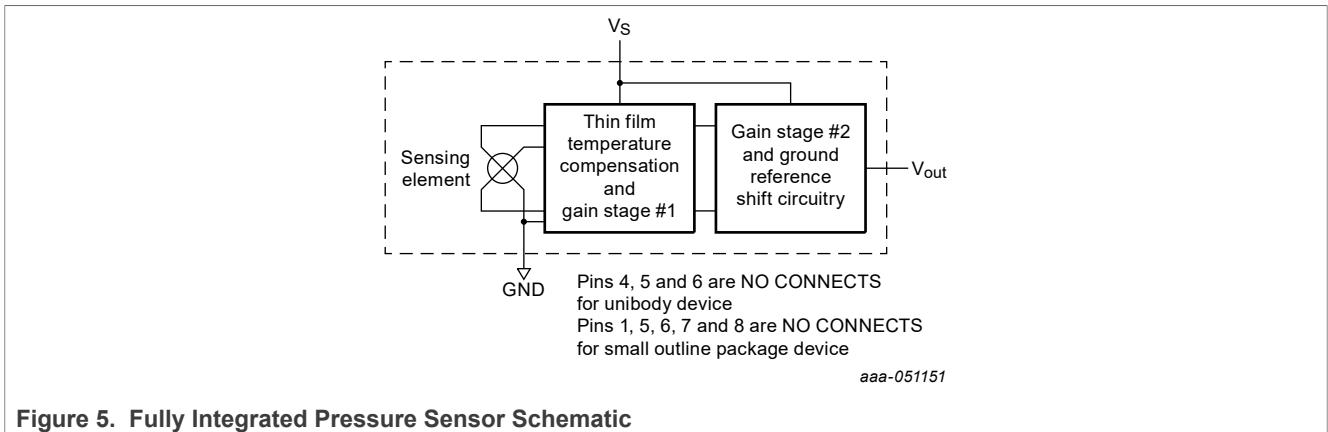 VS
Sensing
element
Thin film
temperature
compensation
and
gain stage #1
Gain stage #2
and ground
reference
shift circuitry
Vout
GND
Pins 4, 5 and 6 are NO CONNECTS
for unibody device
Pins 1, 5, 6, 7 and 8 are NO CONNECTS
for small outline package device
aaa-051151
Figure 5. Fully Integrated Pressure Sensor Schematic